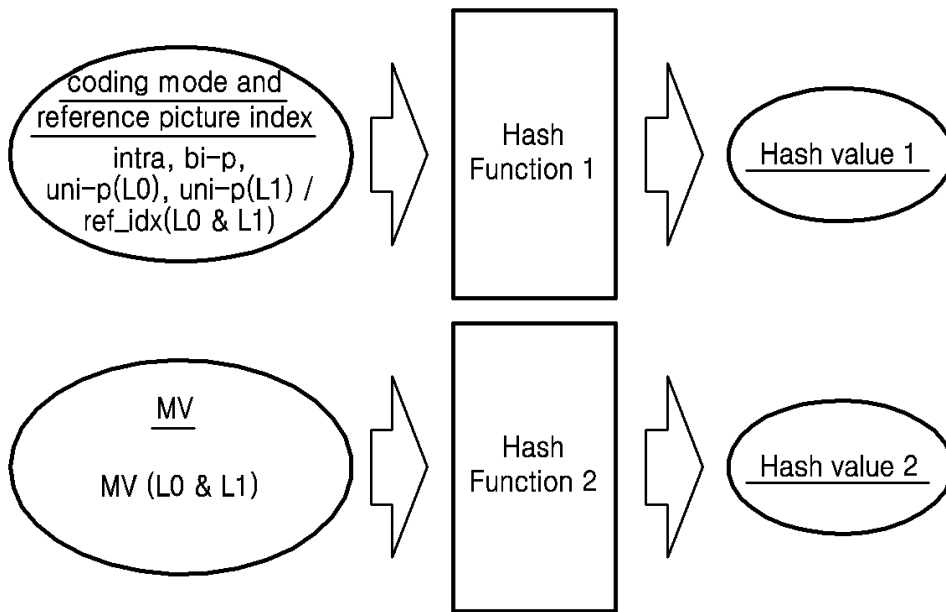 coding mode and
reference picture index
intra, bi-p,
uni-p(L0), uni-p(L1) /
ref_idx(L0 & L1)
Hash
Function 1
Hash value 1
MV
MV (L0 & L1)
Hash
Function 2
Hash value 2